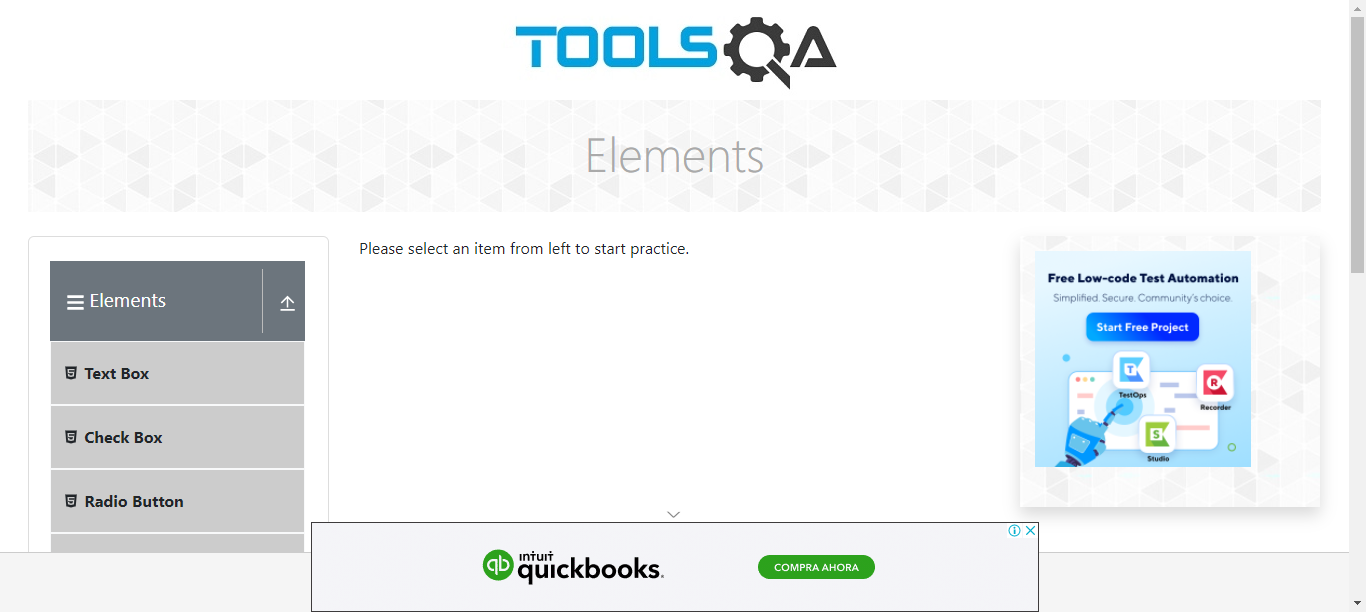 TOOLSQA
Elements
Elements
Text Box
Check Box
Radio Button
Please select an item from left to start practice.
Free Low-code Test Automation
Simplified. Secure. Community's choice.
Start Free Project
T
TestOps
R
Recorder
S
Studio
qb INTUIT
quickbooks.
COMPRA AHORA